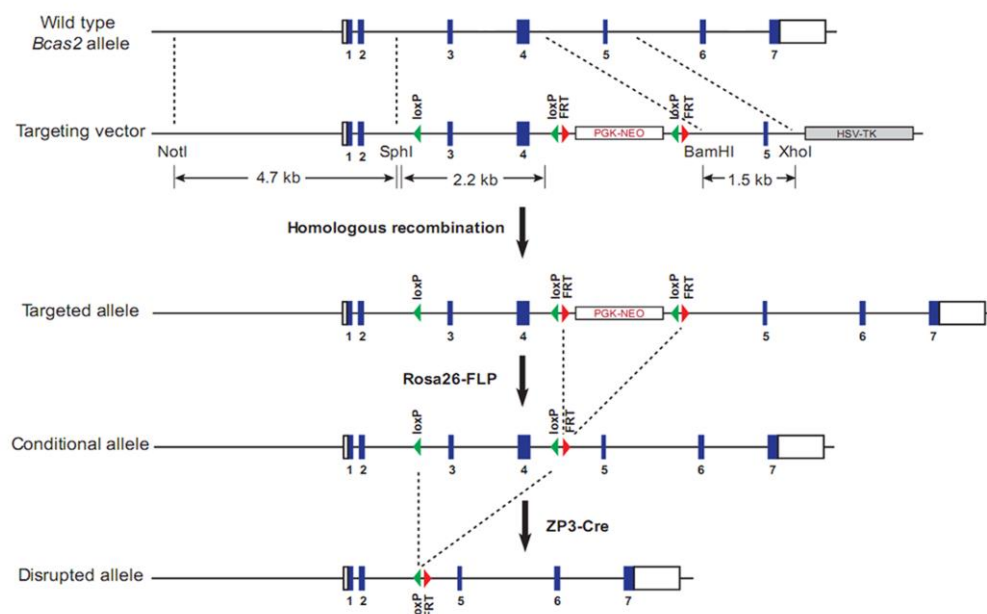 Wild type
Bcas2 allele
1 2 3 4 5 6 7
loxP loxP FRT loxP FRT
Targeting vector
PGK-NEO HSV-TK
1 2 3 4 5
NotI SphI BamHI XhoI
4.7 kb 2.2 kb 1.5 kb
Homologous recombination
loxP loxP FRT loxP FRT
Targeted allele
PGK-NEO
1 2 3 4 5 6 7
Rosa26-FLP
loxP loxP FRT
Conditional allele
1 2 3 4 5 6 7
ZP3-Cre
Disrupted allele
1 2 5 6 7
loxP FRT